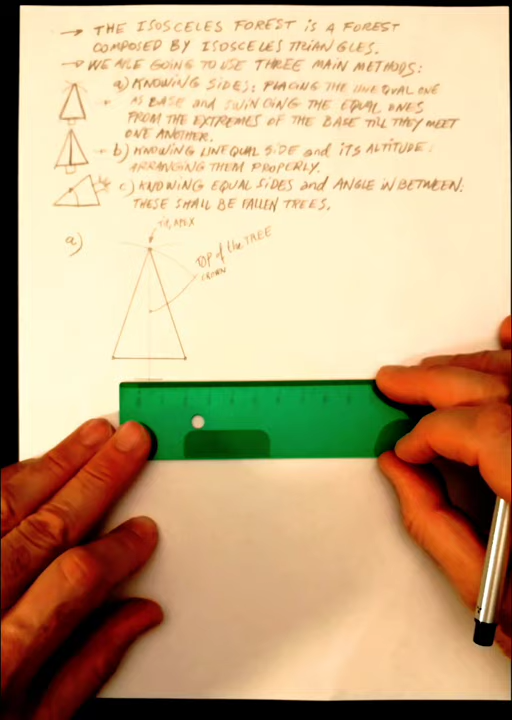 → THE ISOSCELES FOREST IS A FOREST
COMPOSED BY ISOSCELES TRIANGLES.
→ WE ARE GOING TO USE THREE MAIN METHODS:
a) KNOWING SIDES: PLACING THE UNEQUAL ONE
AS BASE and SWINGING THE EQUAL ONES
FROM THE EXTREMES OF THE BASE TILL THEY MEET
ONE ANOTHER.
b) KNOWING UNEQUAL SIDE and ITS ALTITUDE:
ARRANGING THEM PROPERLY.
c) KNOWING EQUAL SIDES and ANGLE IN BETWEEN:
THESE SHALL BE FALLEN TREES.
a)
APEX
TOP of the TREE
CROWN